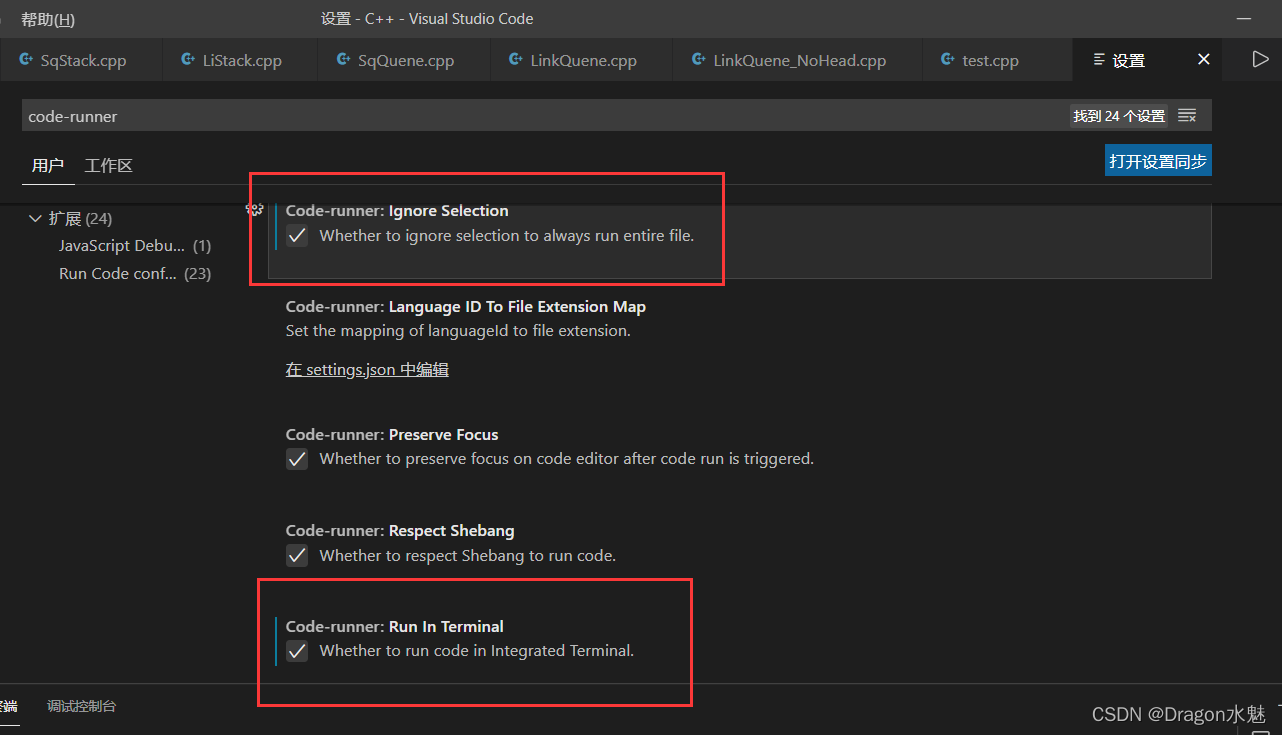 帮助(H)
设置 - C++ - Visual Studio Code
SqStack.cpp
LiStack.cpp
SqQuene.cpp
LinkQuene.cpp
LinkQuene_NoHead.cpp
test.cpp
设置
code-runner
找到 24 个设置
用户
工作区
打开设置同步
扩展 (24)
JavaScript Debu... (1)
Run Code conf... (23)
Code-runner: Ignore Selection
Whether to ignore selection to always run entire file.
Code-runner: Language ID To File Extension Map
Set the mapping of languageId to file extension.
在 settings.json 中编辑
Code-runner: Preserve Focus
Whether to preserve focus on code editor after code run is triggered.
Code-runner: Respect Shebang
Whether to respect Shebang to run code.
Code-runner: Run In Terminal
Whether to run code in Integrated Terminal.
终端
调试控制台
CSDN @Dragon水魅